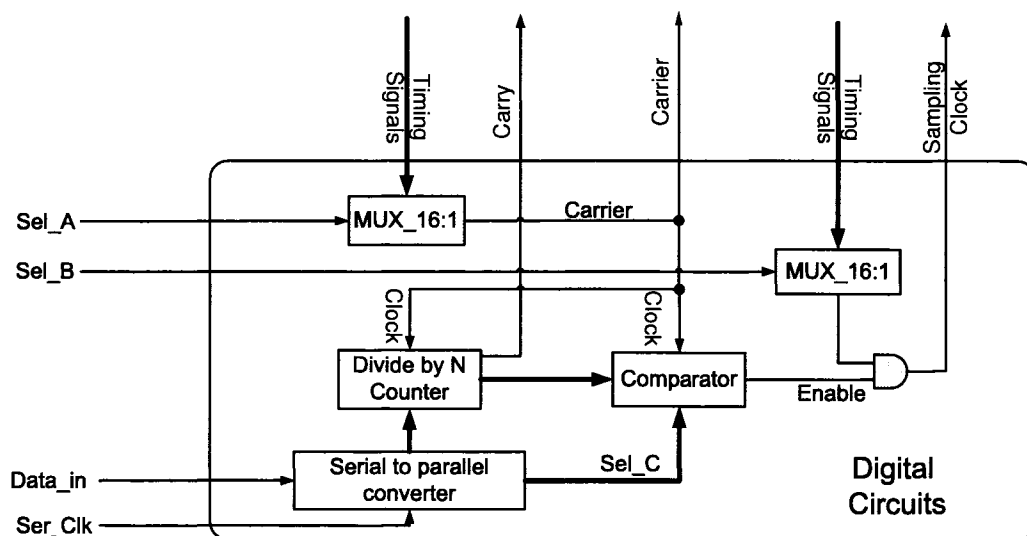 Timing
Signals
Carry
Carrier
Timing
Signals
Sampling
Clock
Sel_A
MUX_16:1
Carrier
Sel_B
MUX_16:1
Clock
Clock
Divide by N
Counter
Comparator
Enable
Data_in
Serial to parallel
converter
Sel_C
Ser_Clk
Digital
Circuits